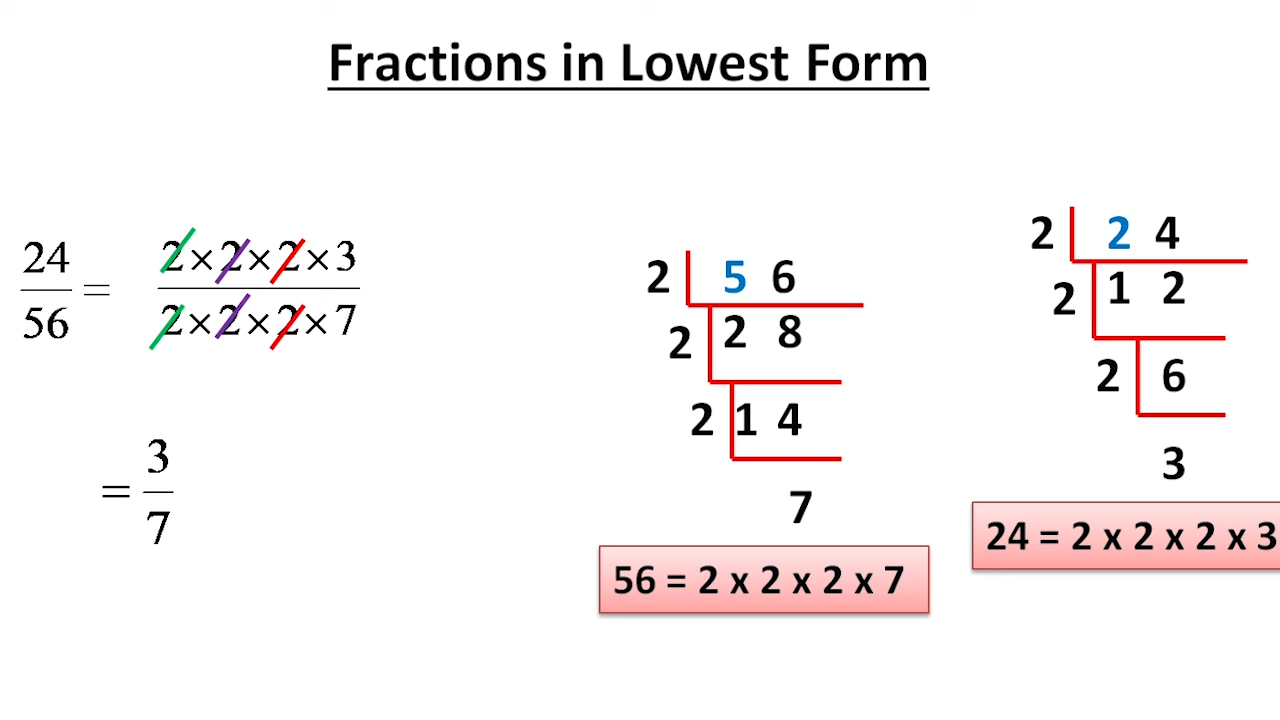 Fractions in Lowest Form
24/56 = 2×2×2×3 / 2×2×2×7
= 3/7
2 5 6
2 2 8
2 1 4
7
56 = 2 x 2 x 2 x 7
2 2 4
2 1 2
2 6
3
24 = 2 x 2 x 2 x 3